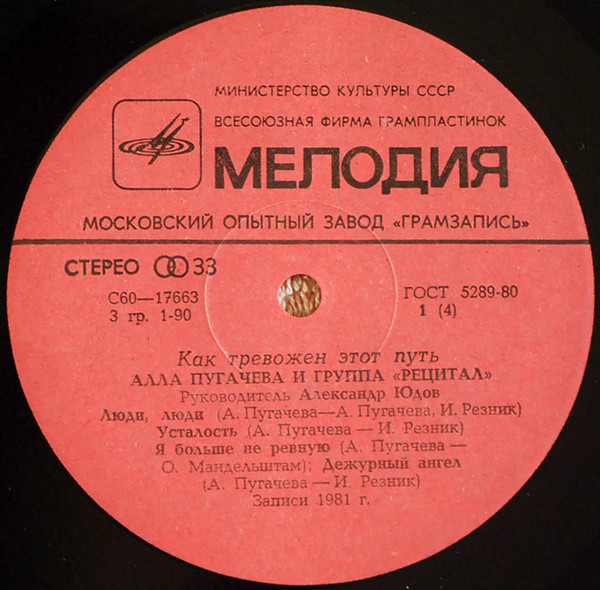 МИНИСТЕРСТВО КУЛЬТУРЫ СССР
ВСЕСОЮЗНАЯ ФИРМА ГРАМПЛАСТИНОК
МЕЛОДИЯ
МОСКОВСКИЙ ОПЫТНЫЙ ЗАВОД «ГРАМЗАПИСЬ»
СТЕРЕО 33
С60—17663
3 гр. 1-90
ГОСТ 5289-80
1 (4)
Как тревожен этот путь
АЛЛА ПУГАЧЕВА И ГРУППА «РЕЦИТАЛ»
Руководитель Александр Юдов
Люди, люди (А. Пугачева—А. Пугачева, И. Резник)
Усталость (А. Пугачева — И. Резник)
Я больше не ревную (А. Пугачева —
О. Мандельштам); Дежурный ангел
(А. Пугачева — И. Резник)
Записи 1981 г.